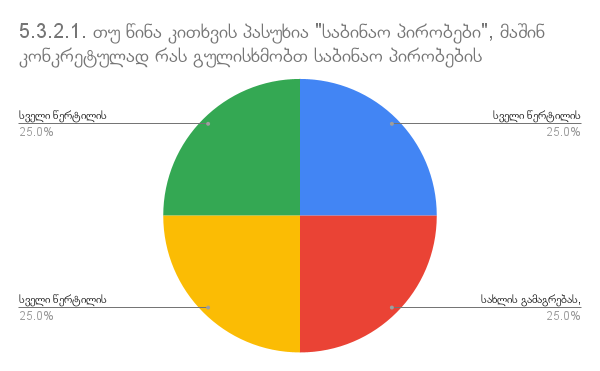 5.3.2.1. თუ წინა კითხვის პასუხია "საბინაო პირობები", მაშინ
კონკრეტულად რას გულისხმობთ საბინაო პირობების
სველი წერტილის
25.0%
სველი წერტილის
25.0%
სველი წერტილის
25.0%
სახლის გამაგრებას,
25.0%